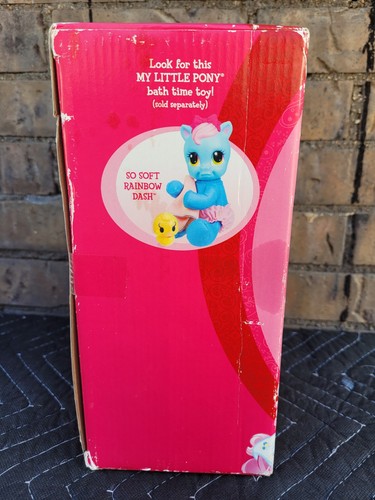 Look for this
MY LITTLE PONY®
bath time toy!
(sold separately)
SO SOFT
RAINBOW
DASH™